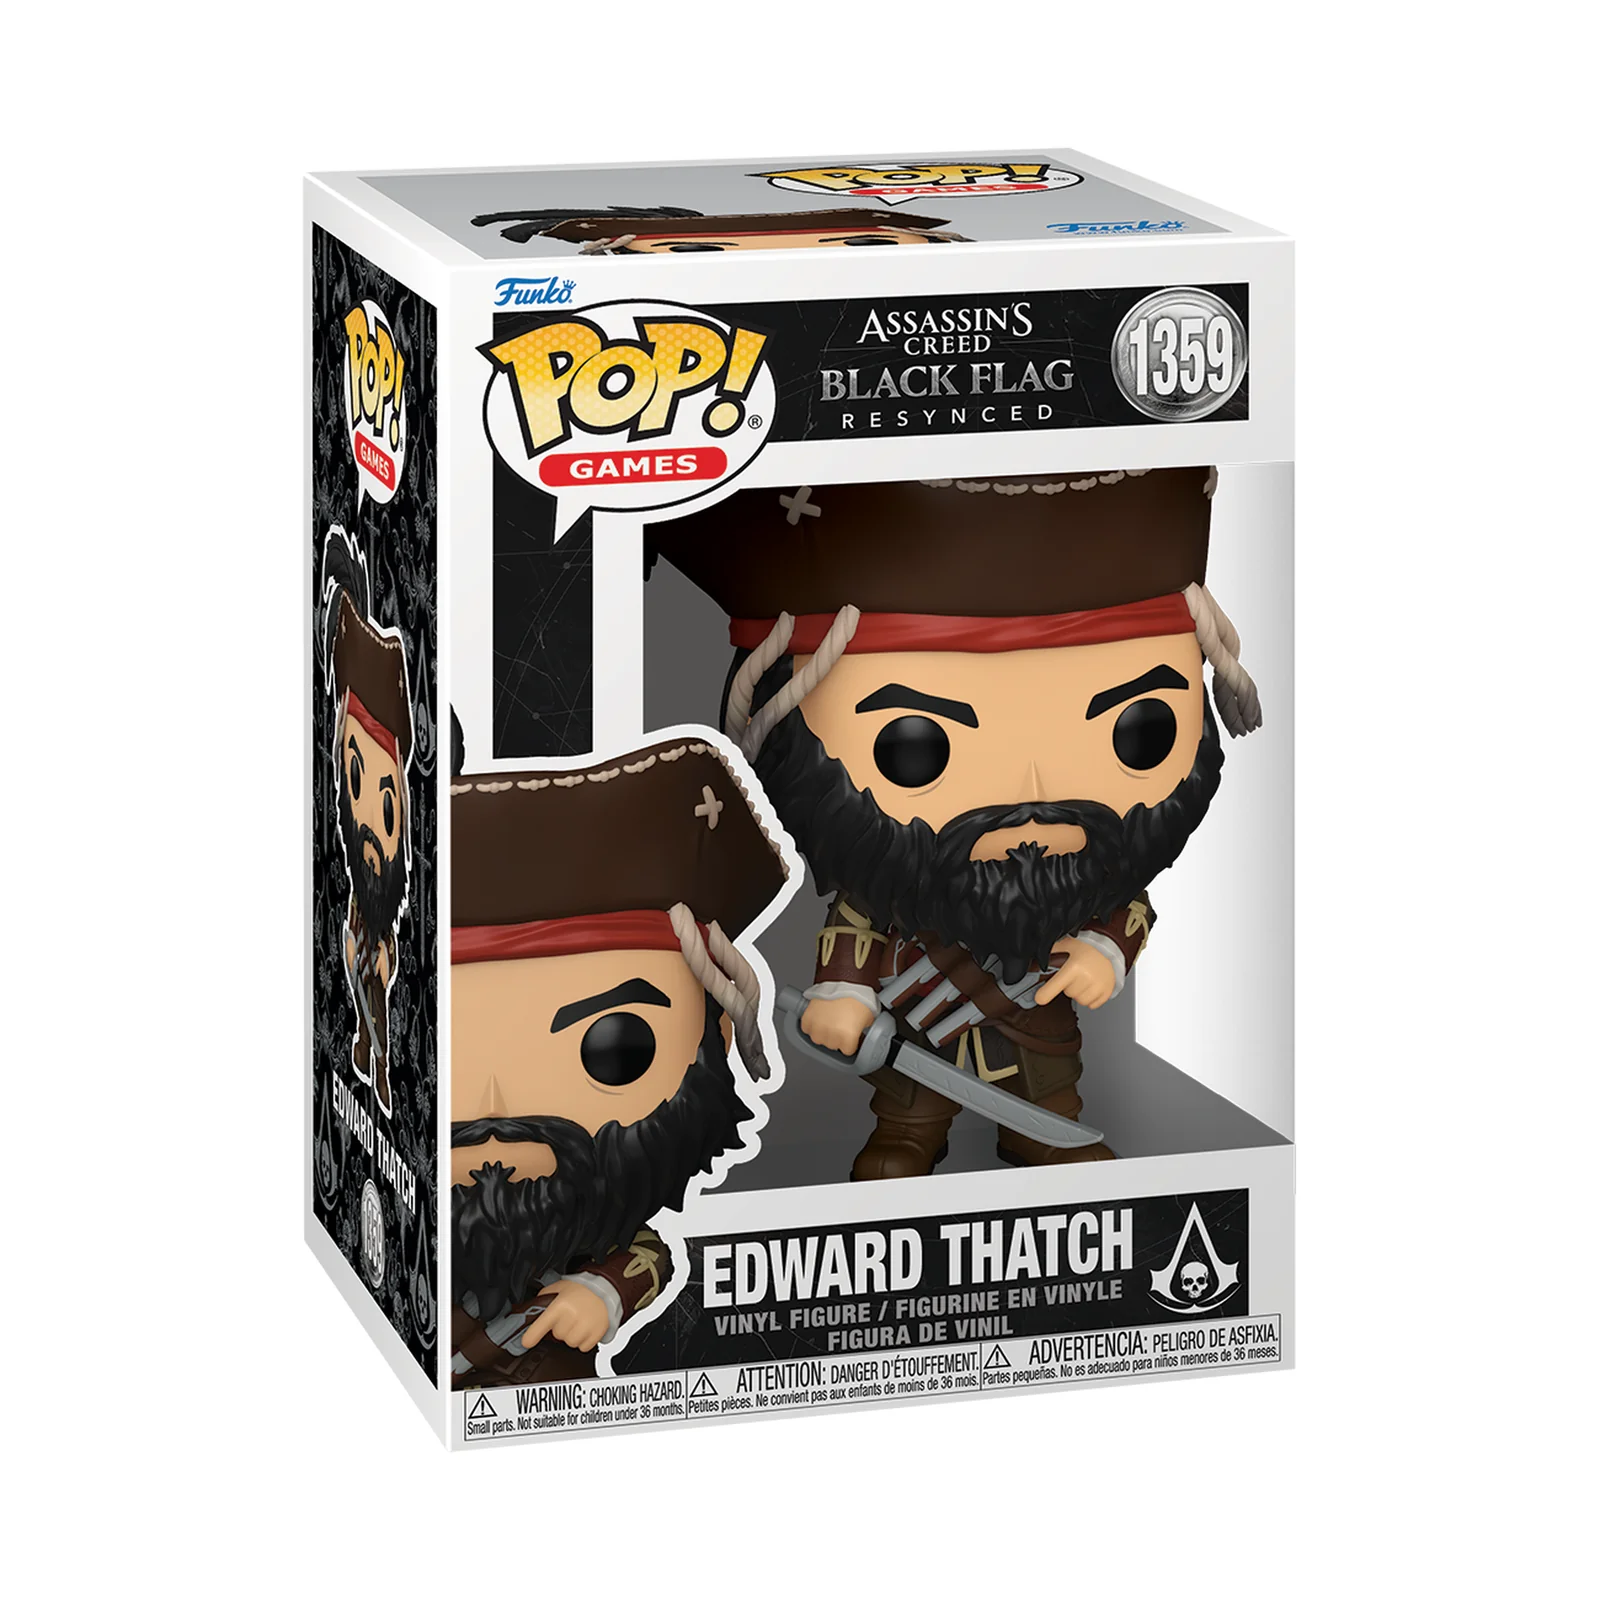 POP!
GAMES
Funko
Funko
POP!®
GAMES
ASSASSIN'S
CREED
BLACK FLAG
RESYNCED
1359
POP!
GAMES
EDWARD THATCH
1359
EDWARD THATCH
VINYL FIGURE / FIGURINE EN VINYLE
FIGURA DE VINIL
WARNING: CHOKING HAZARD.
Small parts. Not suitable for children under 36 months.
ATTENTION: DANGER D'ÉTOUFFEMENT.
Petites pièces. Ne convient pas aux enfants de moins de 36 mois.
ADVERTENCIA: PELIGRO DE ASFIXIA.
Partes pequeñas. No es adecuado para niños menores de 36 meses.